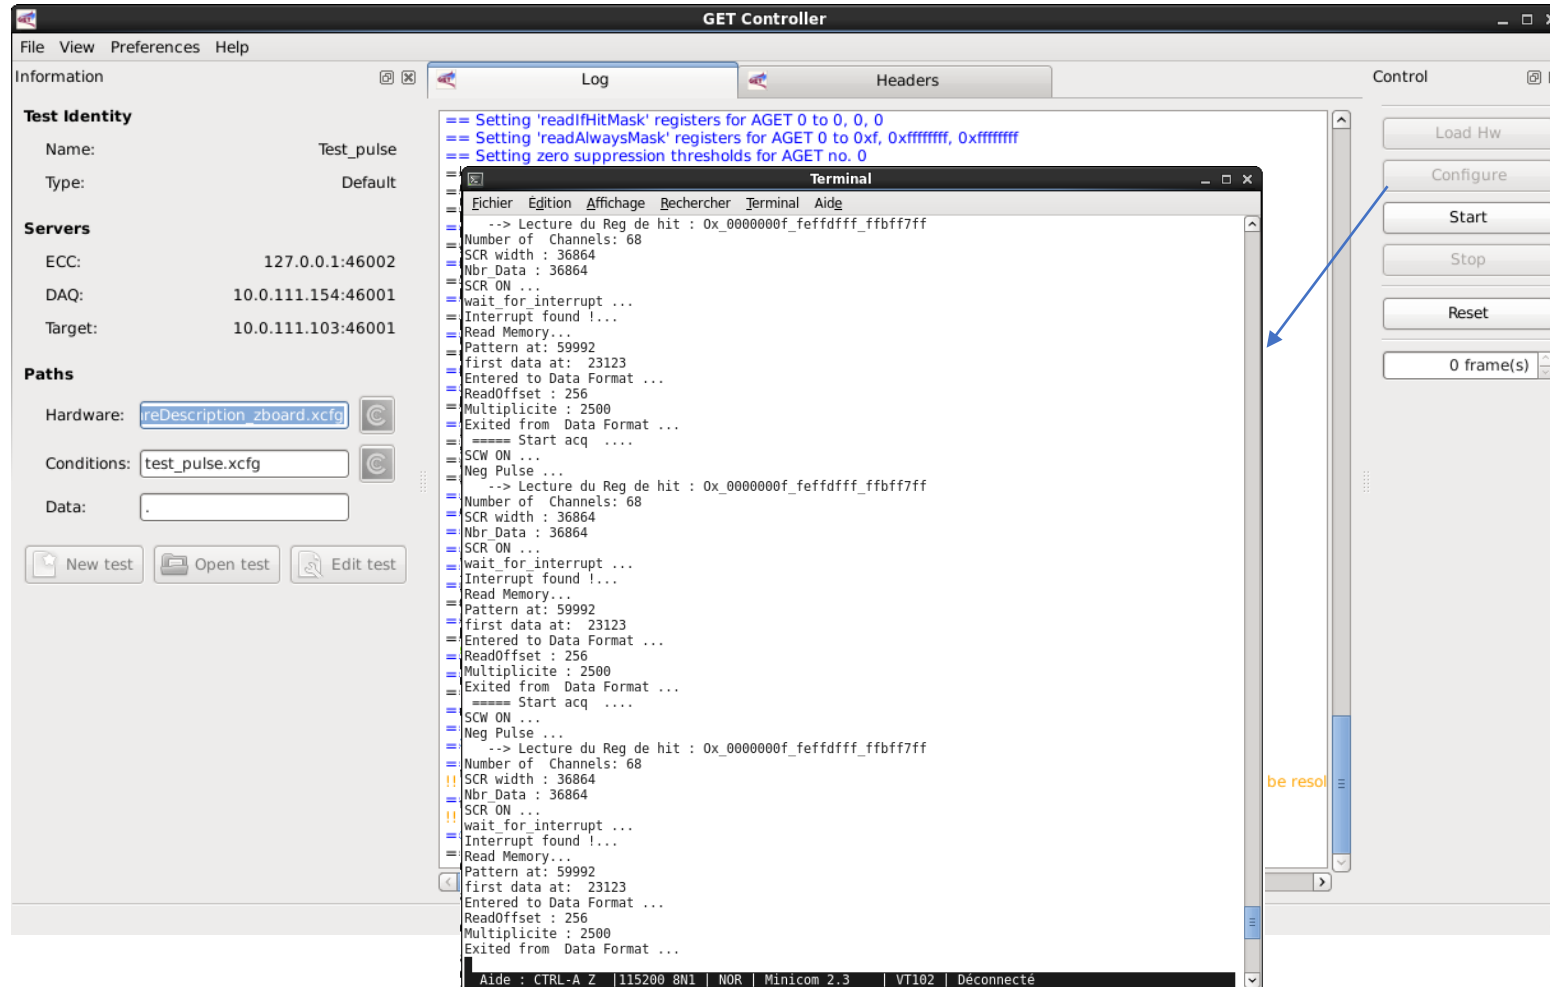 GET Controller
File View Preferences Help
Information
Log
Headers
Control
Test Identity
Name: Test_pulse
Type: Default
Servers
ECC: 127.0.0.1:46002
DAQ: 10.0.111.154:46001
Target: 10.0.111.103:46001
Paths
Hardware: reDescription_zboard.xcfg
Conditions: test_pulse.xcfg
Data: .
New test Open test Edit test
== Setting 'readIfHitMask' registers for AGET 0 to 0, 0, 0
== Setting 'readAlwaysMask' registers for AGET 0 to 0xf, 0xffffffff, 0xffffffff
== Setting zero suppression thresholds for AGET no. 0
Terminal
Fichier Édition Affichage Rechercher Terminal Aide
--> Lecture du Reg de hit : 0x_0000000f_feffdfff_ffbff7ff
Number of  Channels: 68
SCR width : 36864
Nbr_Data : 36864
SCR ON ...
wait_for_interrupt ...
Interrupt found !...
Read Memory...
Pattern at: 59992
first data at:  23123
Entered to Data Format ...
ReadOffset : 256
Multiplicite : 2500
Exited from  Data Format ...
===== Start acq  ....
SCW ON ...
Neg Pulse ...
--> Lecture du Reg de hit : 0x_0000000f_feffdfff_ffbff7ff
Number of  Channels: 68
SCR width : 36864
Nbr_Data : 36864
SCR ON ...
wait_for_interrupt ...
Interrupt found !...
Read Memory...
Pattern at: 59992
first data at:  23123
Entered to Data Format ...
ReadOffset : 256
Multiplicite : 2500
Exited from  Data Format ...
===== Start acq  ....
SCW ON ...
Neg Pulse ...
--> Lecture du Reg de hit : 0x_0000000f_feffdfff_ffbff7ff
Number of  Channels: 68
SCR width : 36864
Nbr_Data : 36864
SCR ON ...
wait_for_interrupt ...
Interrupt found !...
Read Memory...
Pattern at: 59992
first data at:  23123
Entered to Data Format ...
ReadOffset : 256
Multiplicite : 2500
Exited from  Data Format ...
Aide : CTRL-A Z |115200 8N1 | NOR | Minicom 2.3 | VT102 | Déconnecté
!! be resol
!!
Load Hw
Configure
Start
Stop
Reset
0 frame(s)